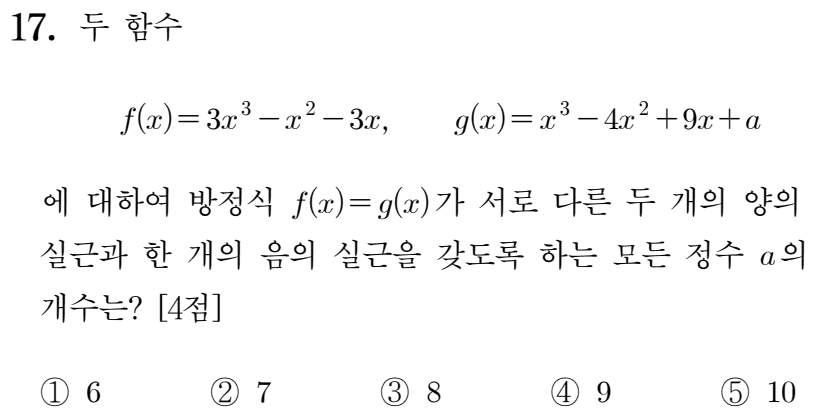 17. 두 함수
f(x)=3x³−x²−3x, g(x)=x³−4x²+9x+a
에 대하여 방정식 f(x)=g(x)가 서로 다른 두 개의 양의
실근과 한 개의 음의 실근을 갖도록 하는 모든 정수 a의
개수는? [4점]
① 6 ② 7 ③ 8 ④ 9 ⑤ 10